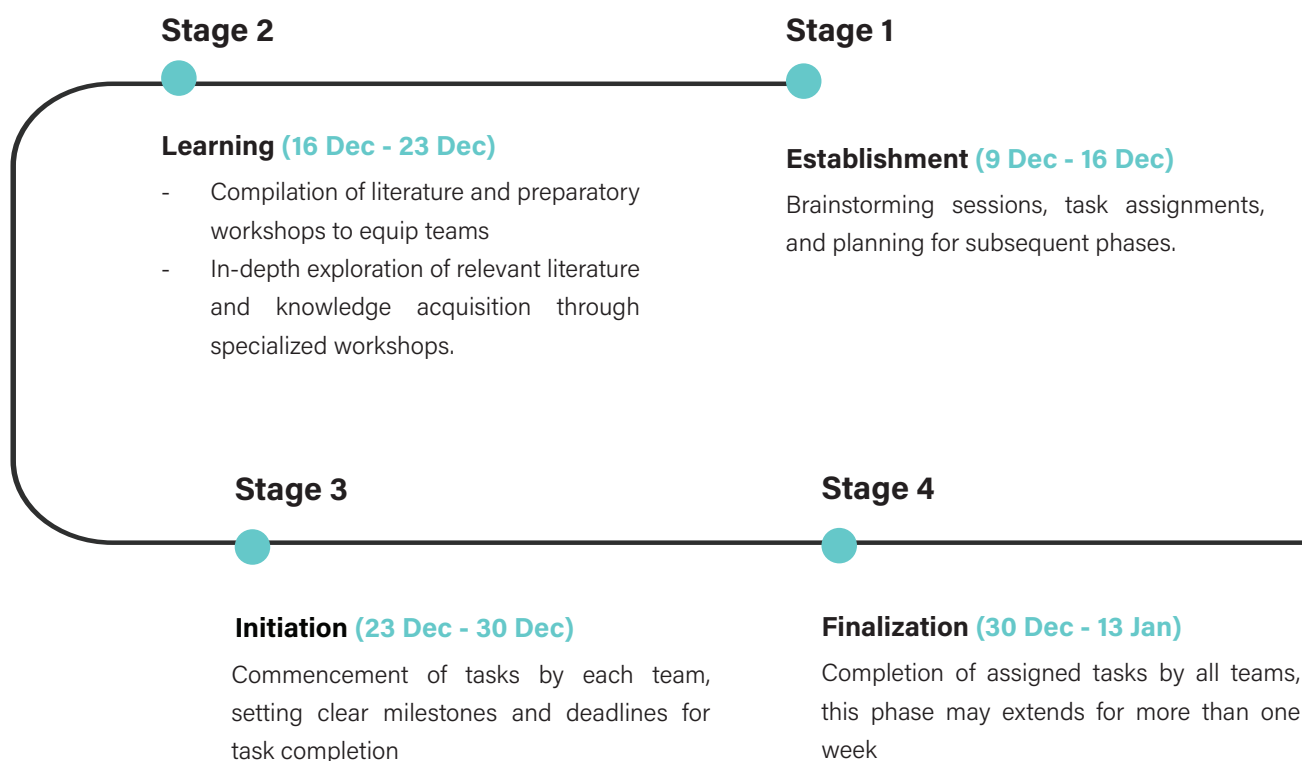 Stage 1
Establishment (9 Dec - 16 Dec)
Brainstorming sessions, task assignments,
and planning for subsequent phases.
Stage 2
Learning (16 Dec - 23 Dec)
- Compilation of literature and preparatory
workshops to equip teams
- In-depth exploration of relevant literature
and knowledge acquisition through
specialized workshops.
Stage 3
Initiation (23 Dec - 30 Dec)
Commencement of tasks by each team,
setting clear milestones and deadlines for
task completion
Stage 4
Finalization (30 Dec - 13 Jan)
Completion of assigned tasks by all teams,
this phase may extends for more than one
week